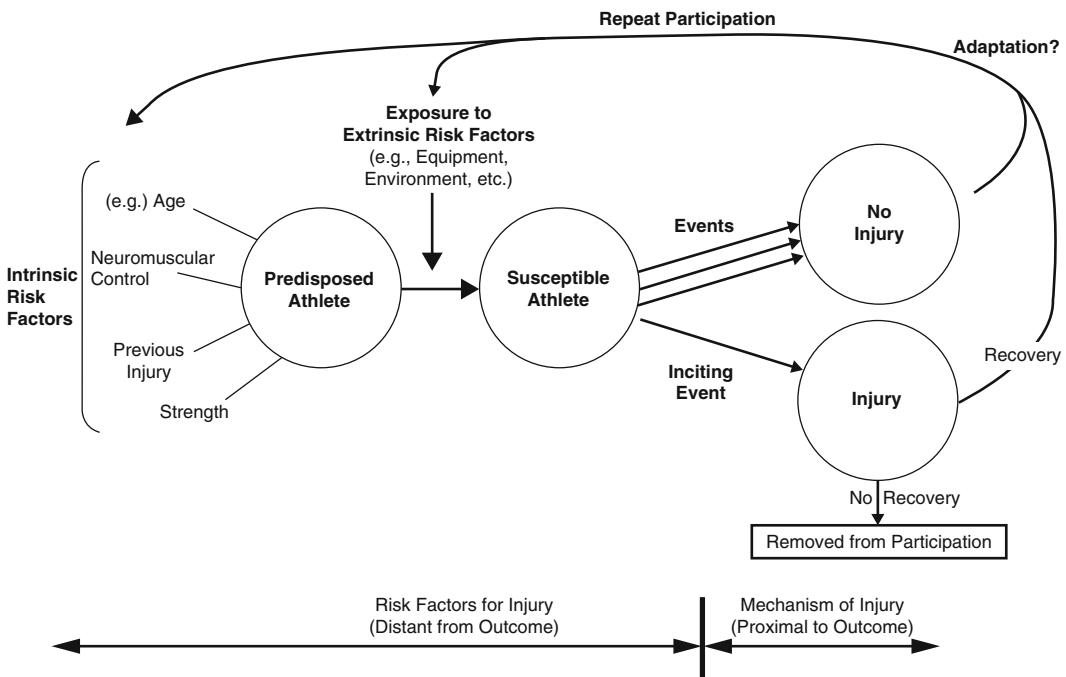 Repeat Participation
Adaptation?
Exposure to
Extrinsic Risk Factors
(e.g., Equipment,
Environment, etc.)
(e.g.) Age
Neuromuscular
Control
Intrinsic
Risk
Factors
Previous
Injury
Strength
Predisposed
Athlete
Susceptible
Athlete
Events
No
Injury
Inciting
Event
Injury
Recovery
No Recovery
Removed from Participation
Risk Factors for Injury
(Distant from Outcome)
Mechanism of Injury
(Proximal to Outcome)